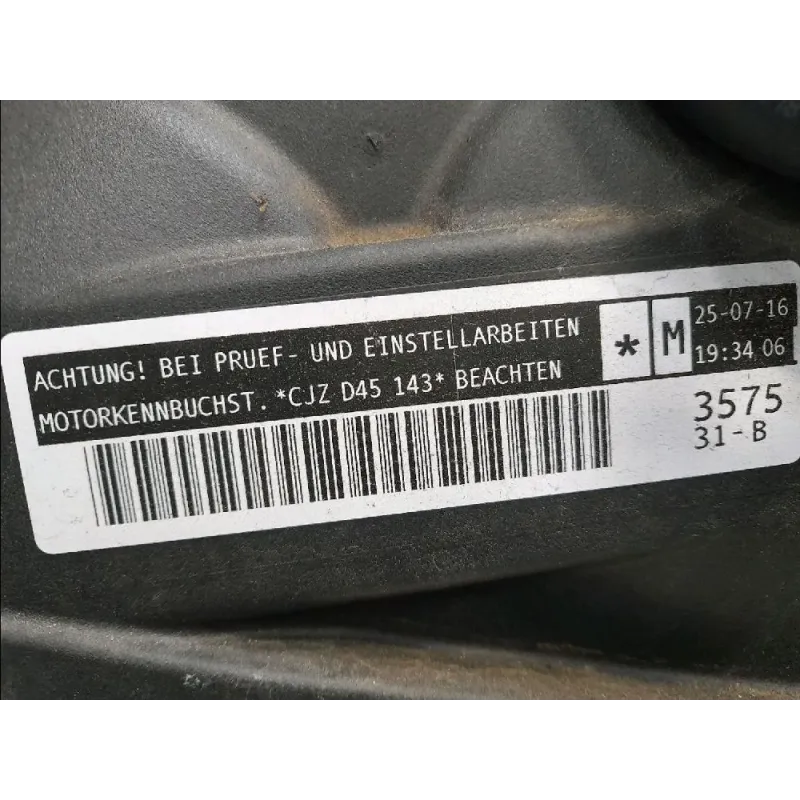 ACHTUNG! BEI PRUEF- UND EINSTELLARBEITEN
MOTORKENNBUCHST. *CJZ D45 143* BEACHTEN
* M
25-07-16
19:34 06
3575
31-B